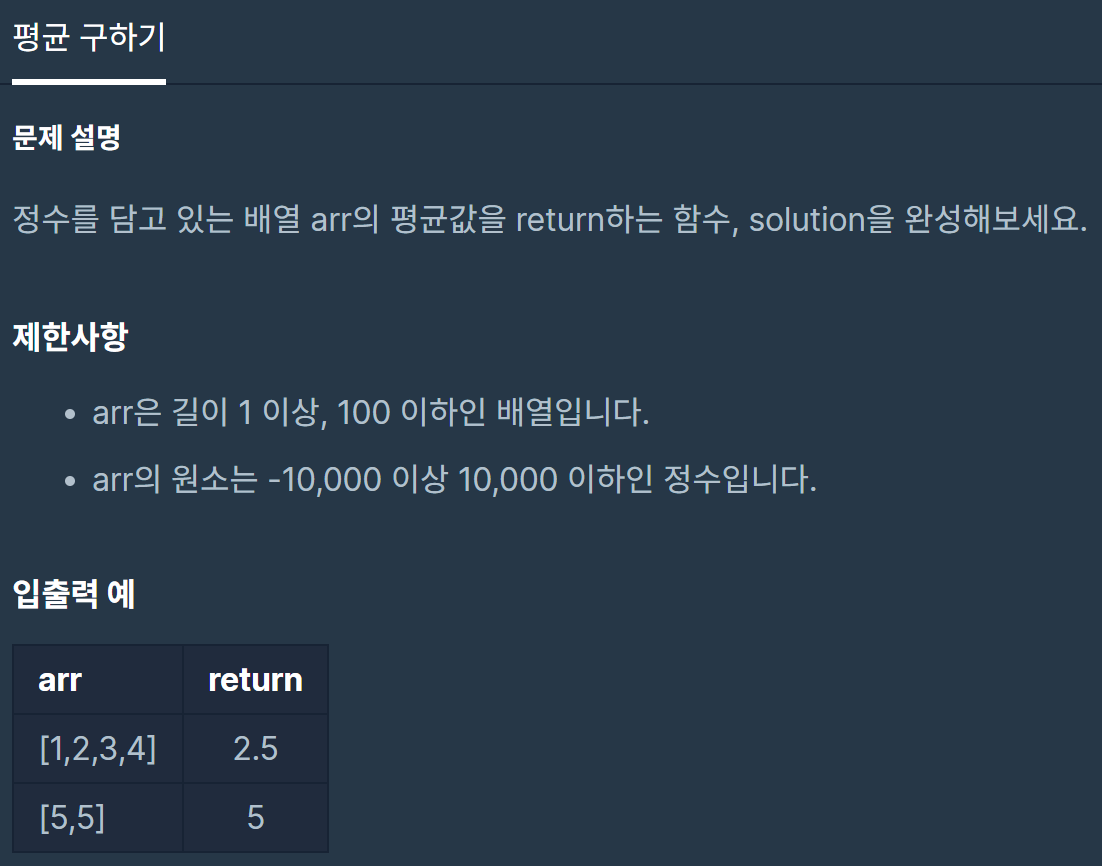 평균 구하기
문제 설명
정수를 담고 있는 배열 arr의 평균값을 return하는 함수, solution을 완성해보세요.
제한사항
• arr은 길이 1 이상, 100 이하인 배열입니다.
• arr의 원소는 -10,000 이상 10,000 이하인 정수입니다.
입출력 예
arr return
[1,2,3,4] 2.5
[5,5] 5